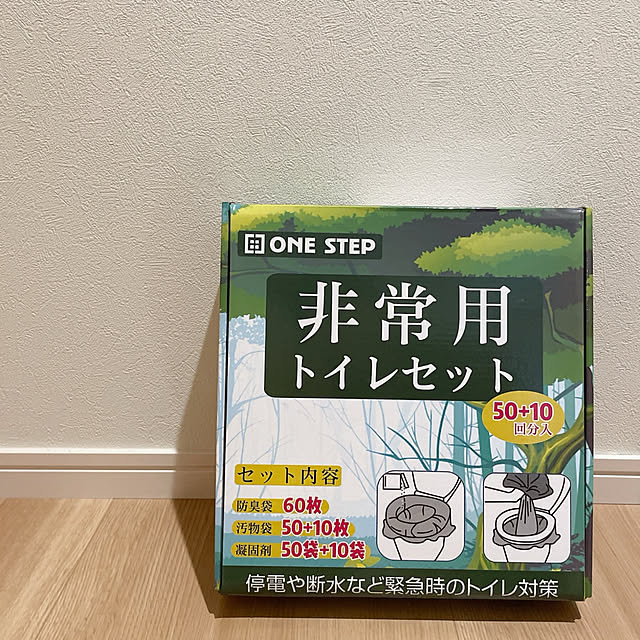 ONE STEP
非常用
トイレセット
50+10
回分入
セット内容
防臭袋 60枚
汚物袋 50+10枚
凝固剤 50袋+10袋
停電や断水など緊急時のトイレ対策